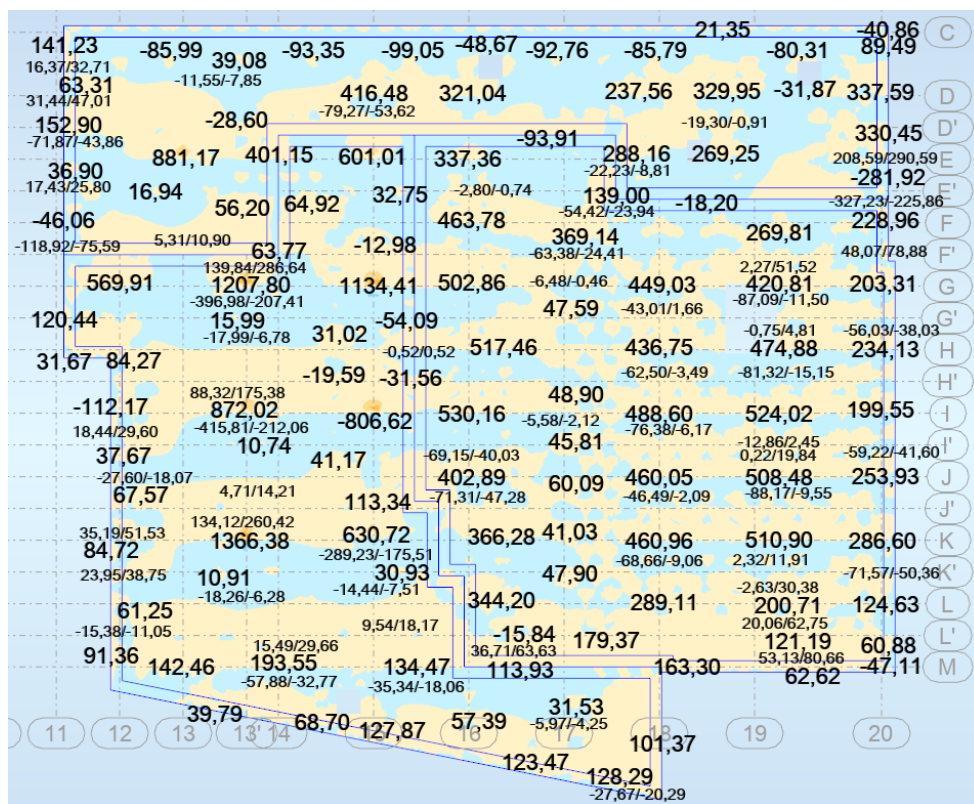 21,35 -40,86 C
141,23 -85,99 39,08 -93,35 -99,05 -48,67 -92,76 -85,79 -80,31 89,49
16,37/32,71 -11,55/-7,85
63,31 416,48 321,04 237,56 329,95 -31,87 337,59 D
31,44/47,01 -79,27/-53,62
152,90 -28,60 -19,30/-0,91 330,45 D'
-71,87/-43,86 -93,91
881,17 401,15 601,01 337,36 288,16 269,25 208,59/290,59 E
36,90 -22,23/-8,81 -281,92
17,43/25,80 16,94 32,75 -2,80/-0,74 139,00 -327,23/-225,86 E'
56,20 64,92 -54,42/-23,94 -18,20
-46,06 463,78 228,96 F
-118,92/-75,59 5,31/10,90 63,77 -12,98 369,14 269,81 48,07/78,88
-63,38/-24,41 F'
139,84/286,64 2,27/51,52
569,91 1207,80 1134,41 502,86 -6,48/-0,46 449,03 420,81 203,31 G
-396,98/-207,41 -43,01/1,66 -87,09/-11,50
120,44 15,99 -54,09 47,59 G'
-17,99/-6,78 31,02 -0,75/4,81 -56,03/-38,03
31,67 84,27 -0,52/0,52 517,46 436,75 474,88 234,13 H
-19,59 -31,56 -62,50/-3,49 -81,32/-15,15
88,32/175,38 48,90 H'
-112,17 872,02 -806,62 530,16 -5,58/-2,12 488,60 524,02 199,55 I
18,44/29,60 -415,81/-212,06 -76,38/-6,17
10,74 45,81 -12,86/2,45 I'
37,67 41,17 -69,15/-40,03 0,22/19,84 -59,22/-41,60
-27,60/-18,07 402,89 60,09 460,05 508,48 253,93 J
67,57 4,71/14,21 113,34 -71,31/-47,28 -46,49/-2,09 -88,17/-9,55
J'
35,19/51,53 134,12/260,42
84,72 1366,38 630,72 366,28 41,03 460,96 510,90 286,60 K
-289,23/-175,51 -68,66/-9,06 2,32/11,91
23,95/38,75 10,91 30,93 47,90 -71,57/-50,36 K'
-18,26/-6,28 -14,44/-7,51 -2,63/30,38
61,25 344,20 289,11 200,71 124,63 L
-15,38/-11,05 9,54/18,17 20,06/62,75
-15,84 179,37 121,19 60,88 L'
91,36 15,49/29,66 36,71/63,63 53,13/80,66
142,46 193,55 134,47 113,93 163,30 62,62 -47,11 M
-57,88/-32,77 -35,34/-18,06
39,79 68,70 127,87 57,39 31,53
-5,97/-4,25
11 12 13 13' 14 15 16 17 18 19 20
101,37
123,47 128,29
-27,67/-20,29